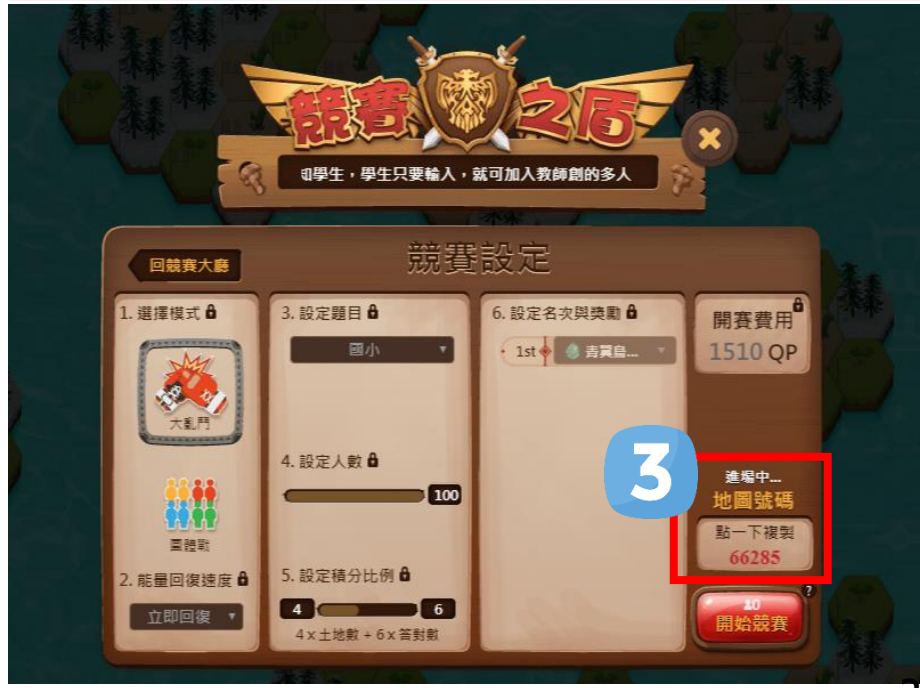 競賽之盾
知學生，學生只要輸入，就可加入教師創的多人
回競賽大廳
競賽設定
1. 選擇模式
大亂鬥
團體戰
2. 能量回復速度
立即回復
3. 設定題目
國小
4. 設定人數
100
5. 設定積分比例
4
6
4 x 土地數 + 6 x 答對數
6. 設定名次與獎勵
1st
青翼島...
開賽費用
1510 QP
3
進場中...
地圖號碼
點一下複製
66285
?
10
開始競賽